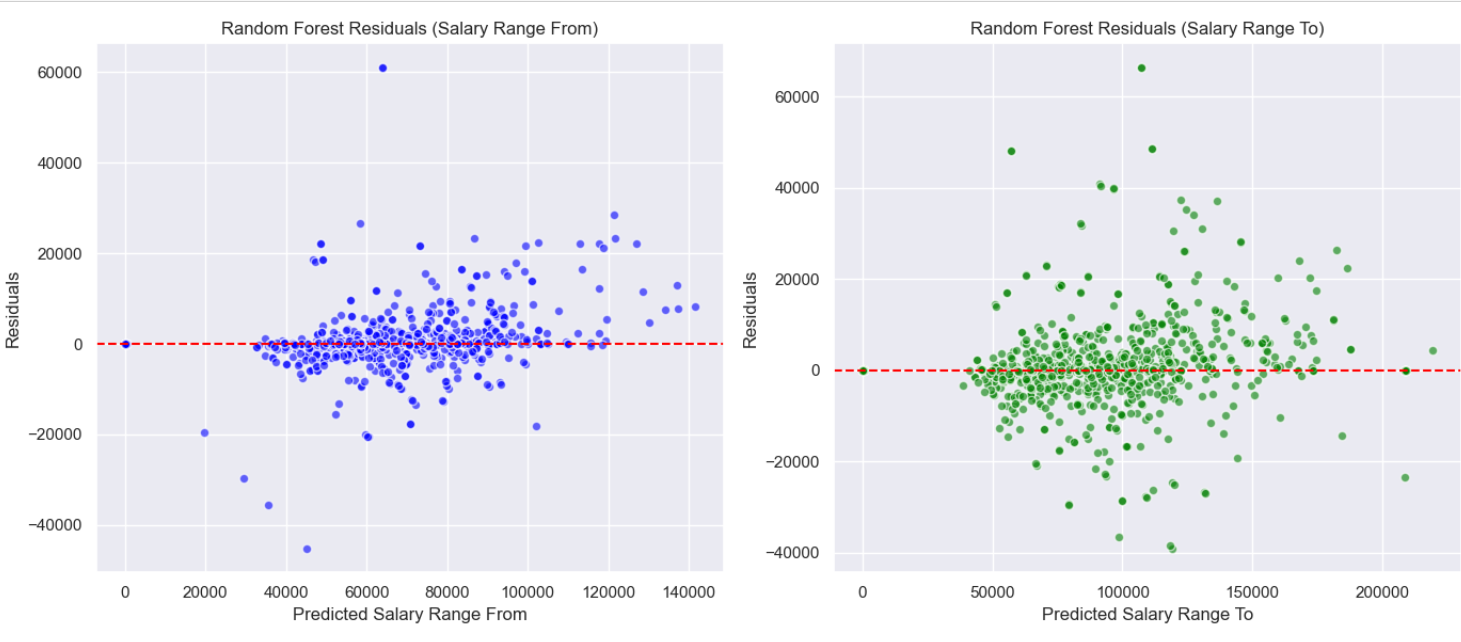 Random Forest Residuals (Salary Range From)
60000
40000
20000
0
−20000
−40000
Residuals
0 20000 40000 60000 80000 100000 120000 140000
Predicted Salary Range From
Random Forest Residuals (Salary Range To)
60000
40000
20000
0
−20000
−40000
Residuals
0 50000 100000 150000 200000
Predicted Salary Range To